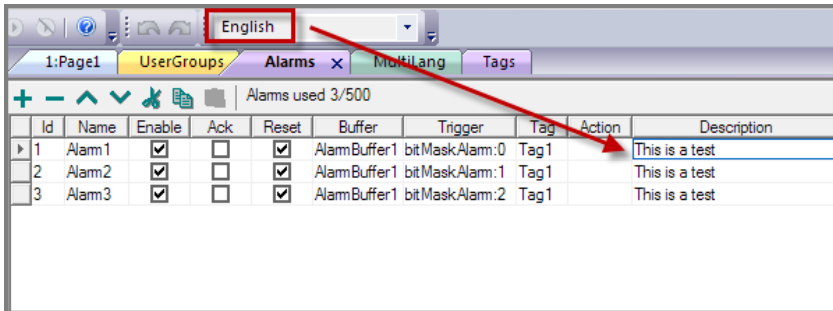 English
1:Page1 UserGroups Alarms x MultiLang Tags
Alarms used 3/500
Id Name Enable Ack Reset Buffer Trigger Tag Action Description
1 Alarm1 AlarmBuffer1 bitMaskAlarm:0 Tag1 This is a test
2 Alarm2 AlarmBuffer1 bitMaskAlarm:1 Tag1 This is a test
3 Alarm3 AlarmBuffer1 bitMaskAlarm:2 Tag1 This is a test